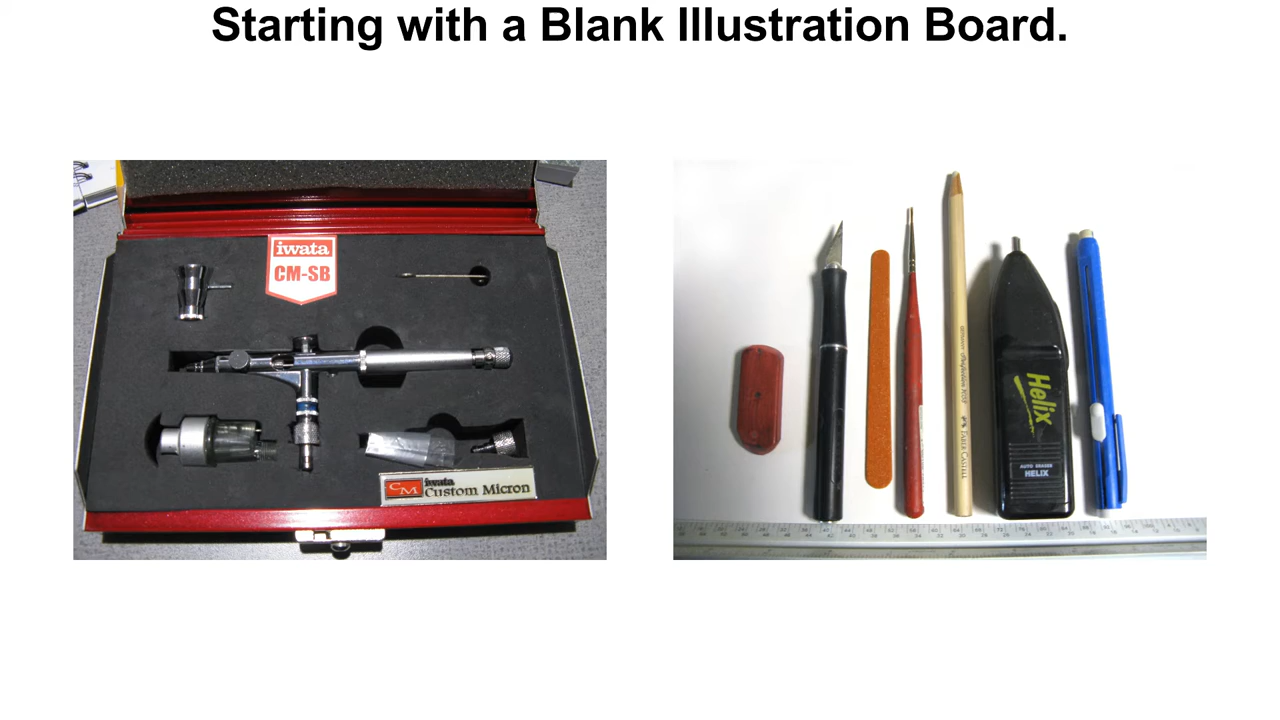 Starting with a Blank Illustration Board.
iwata
CM-SB
CM
iwata
Custom Micron
Helix
AUTO ERASER
HELIX
FABER CASTELL